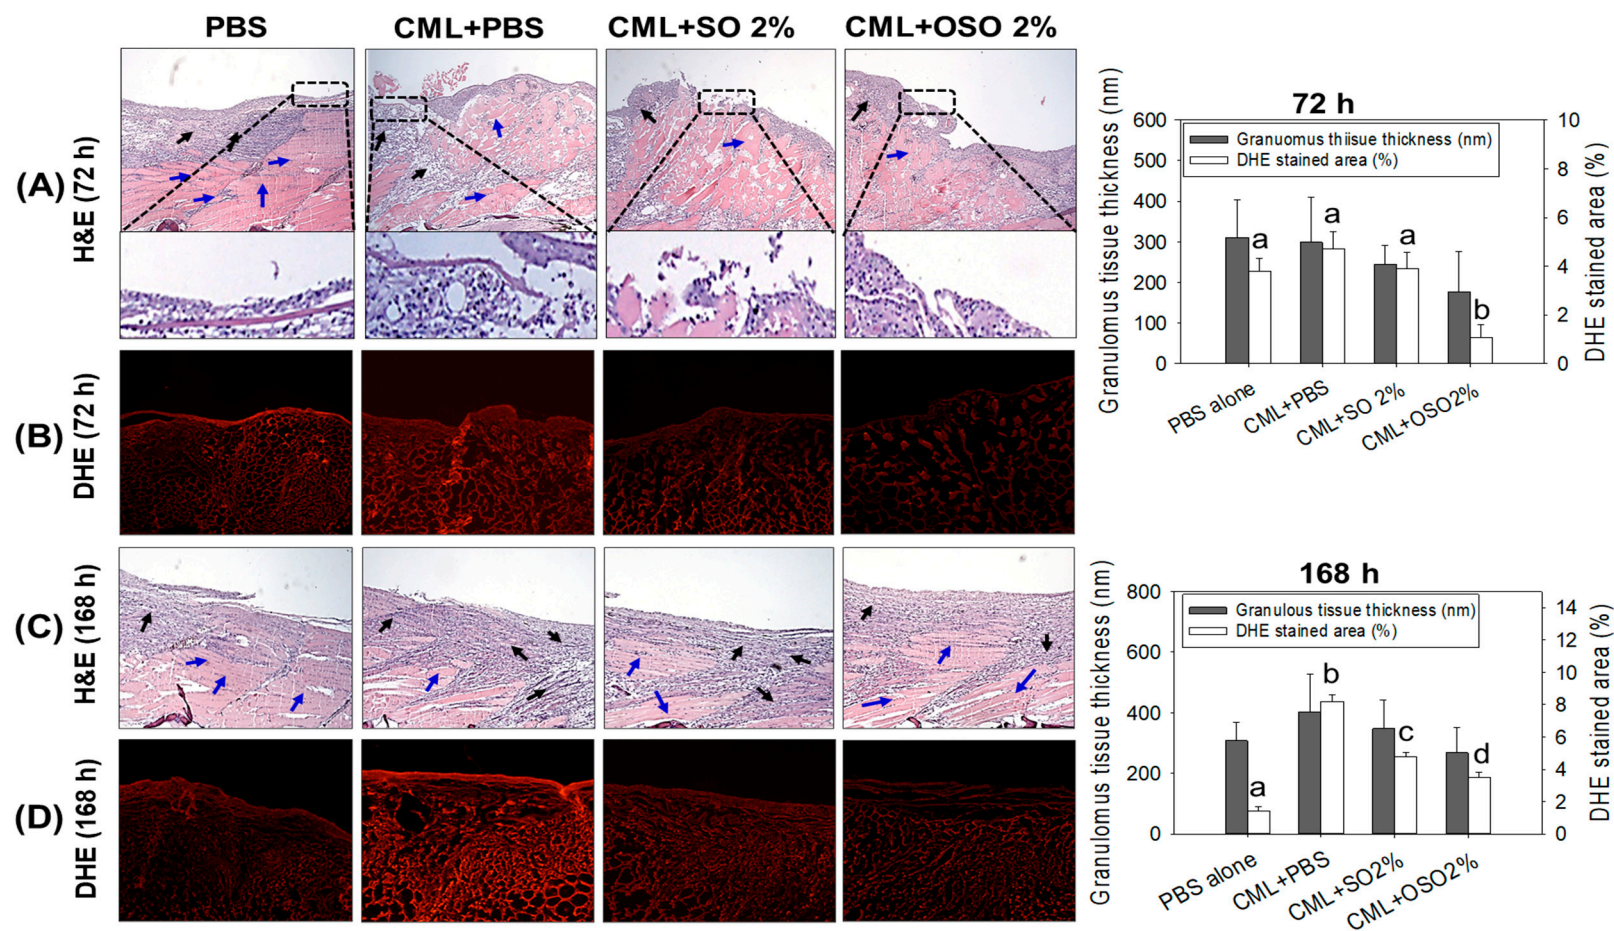 PBS CML+PBS CML+SO 2% CML+OSO 2%
(A)
H&E (72 h)
(B)
DHE (72 h)
(C)
H&E (168 h)
(D)
DHE (168 h)
72 h
Granulomus tissue thickness (nm)
600
500
400
300
200
100
0
Granuomus thiisue thickness (nm)
DHE stained area (%)
a
a
a
b
10
8
6
4
2
0
DHE stained area (%)
PBS alone
CML+PBS
CML+SO 2%
CML+OSO2%
168 h
Granulomus tissue thickness (nm)
800
600
400
200
0
Granulous tissue thickness (nm)
DHE stained area (%)
a
b
c
d
14
12
10
8
6
4
2
0
DHE stained area (%)
PBS alone
CML+PBS
CML+SO2%
CML+OSO2%